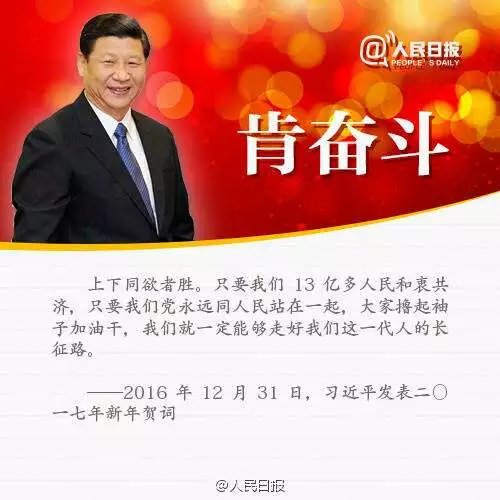 @人民日报
PEOPLE'S DAILY
肯奋斗
上下同欲者胜。只要我们 13 亿多人民和衷共
济，只要我们党永远同人民站在一起，大家撸起袖
子加油干，我们就一定能够走好我们这一代人的长
征路。
——2016 年 12 月 31 日，习近平发表二〇
一七年新年贺词
@人民日报